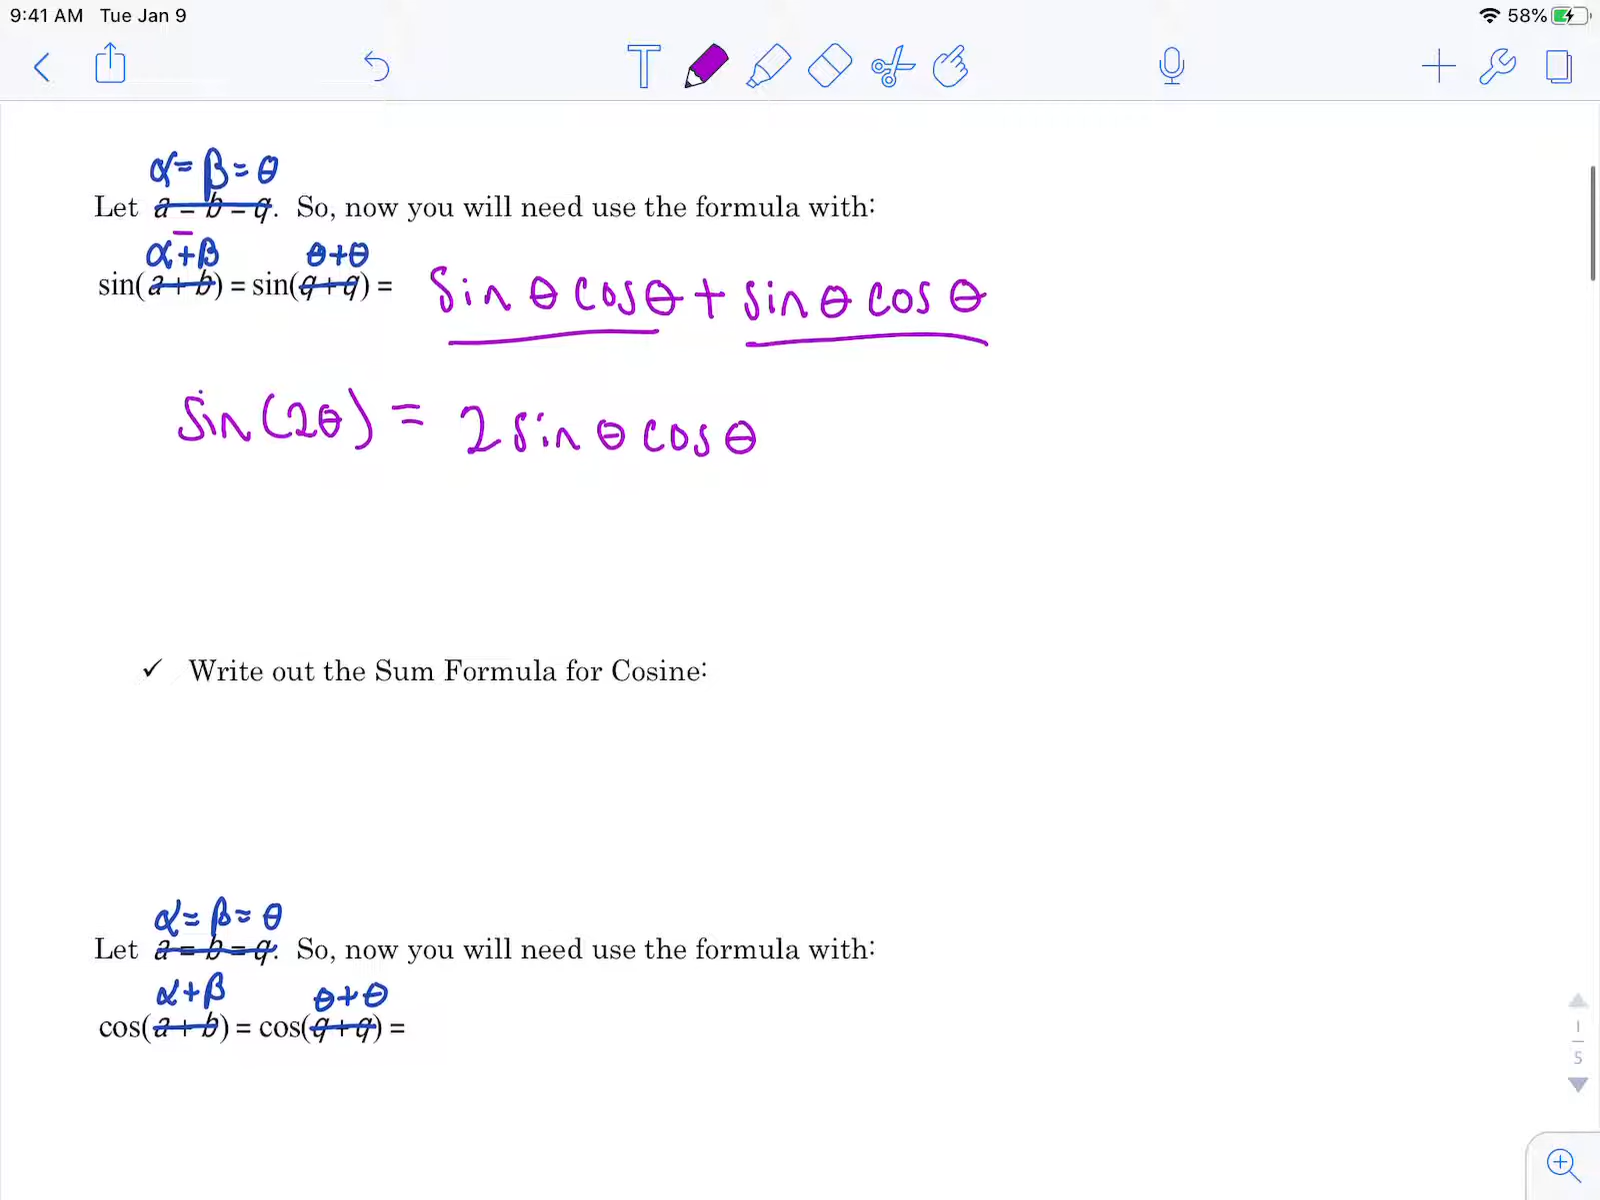 9:41 AM Tue Jan 9
58%
T
α = β = θ
Let a = b = q. So, now you will need use the formula with:
α + β θ + θ
sin(a + b) = sin(q + q) = sin θ cos θ + sin θ cos θ
sin(2θ) = 2 sin θ cos θ
✓ Write out the Sum Formula for Cosine:
α = β = θ
Let a = b = q. So, now you will need use the formula with:
α + β θ + θ
cos(a + b) = cos(q + q) =
1
5